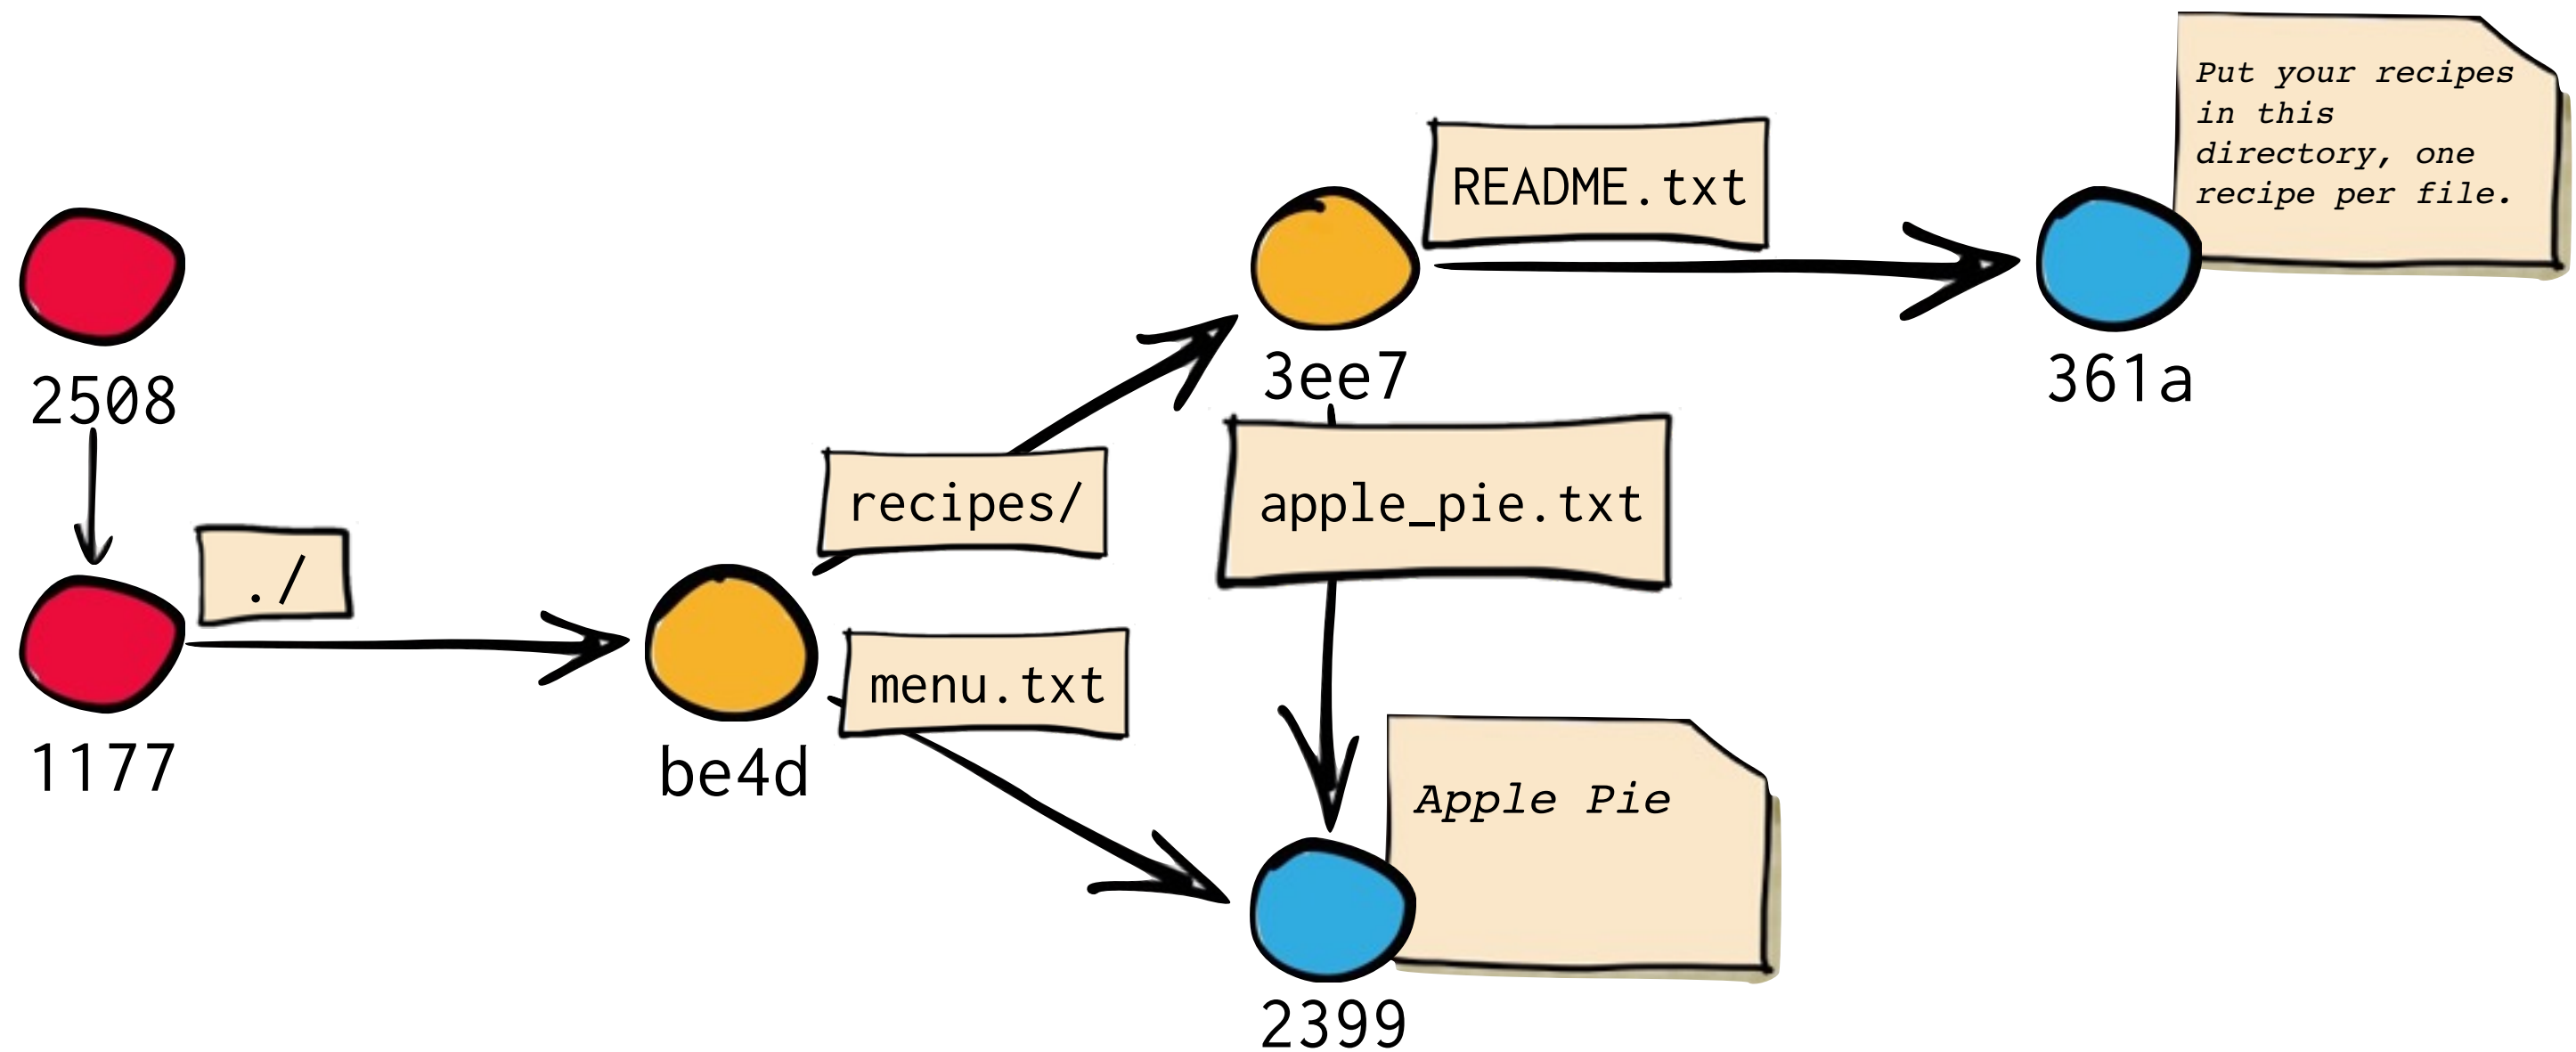 Put your recipes
in this
directory, one
recipe per file.
README.txt
3ee7
361a
2508
recipes/
apple_pie.txt
./
menu.txt
1177
be4d
Apple Pie
2399